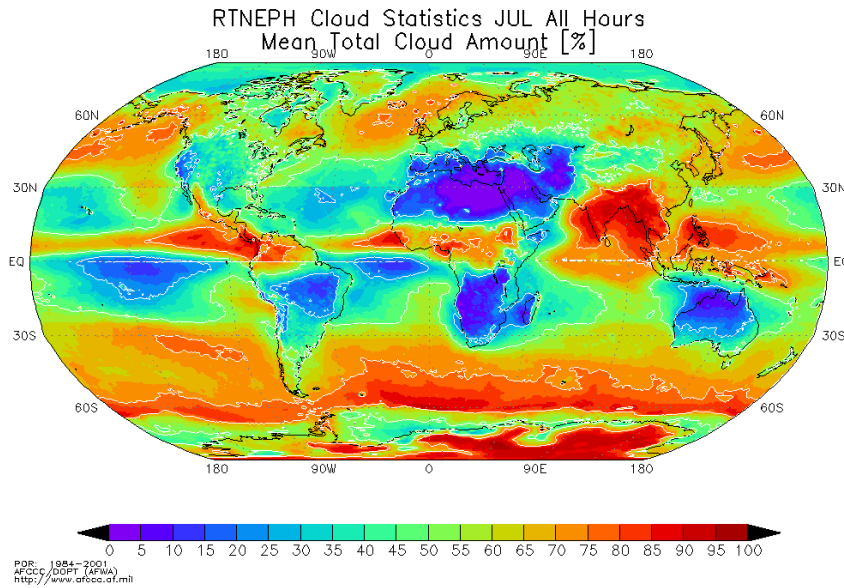 RTNEPH Cloud Statistics JUL All Hours
Mean Total Cloud Amount [%]
180 90W 0 90E 180
60N 60N
30N 30N
EQ EQ
30S 30S
60S 60S
180 90W 0 90E 180
0 5 10 15 20 25 30 35 40 45 50 55 60 65 70 75 80 85 90 95 100
POR: 1984-2001
AFCCC/DOPT (AFWA)
http://www.afccc.af.mil